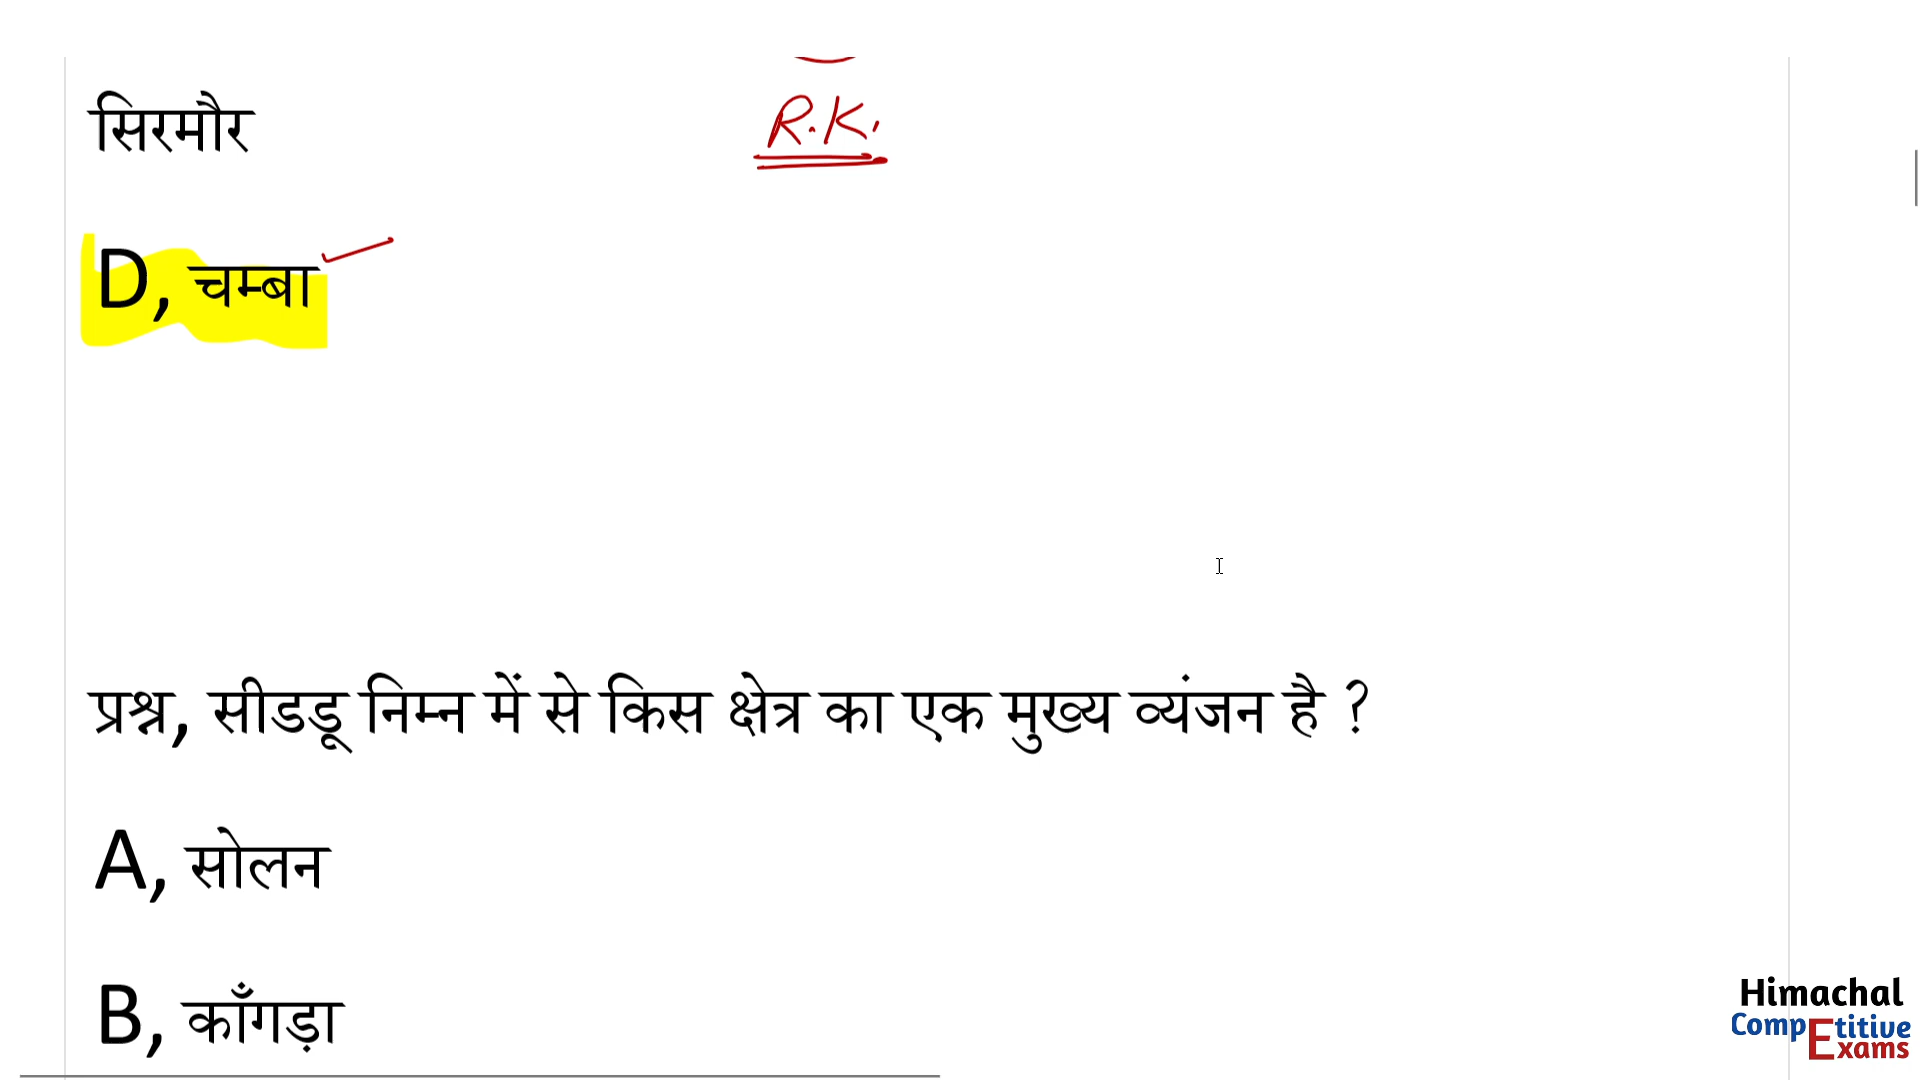 सिरमौर
R.K.
D, चम्बा
प्रश्न, सीडडू निम्न में से किस क्षेत्र का एक मुख्य व्यंजन है ?
A, सोलन
B, काँगड़ा
Himachal
CompEtitive
Exams